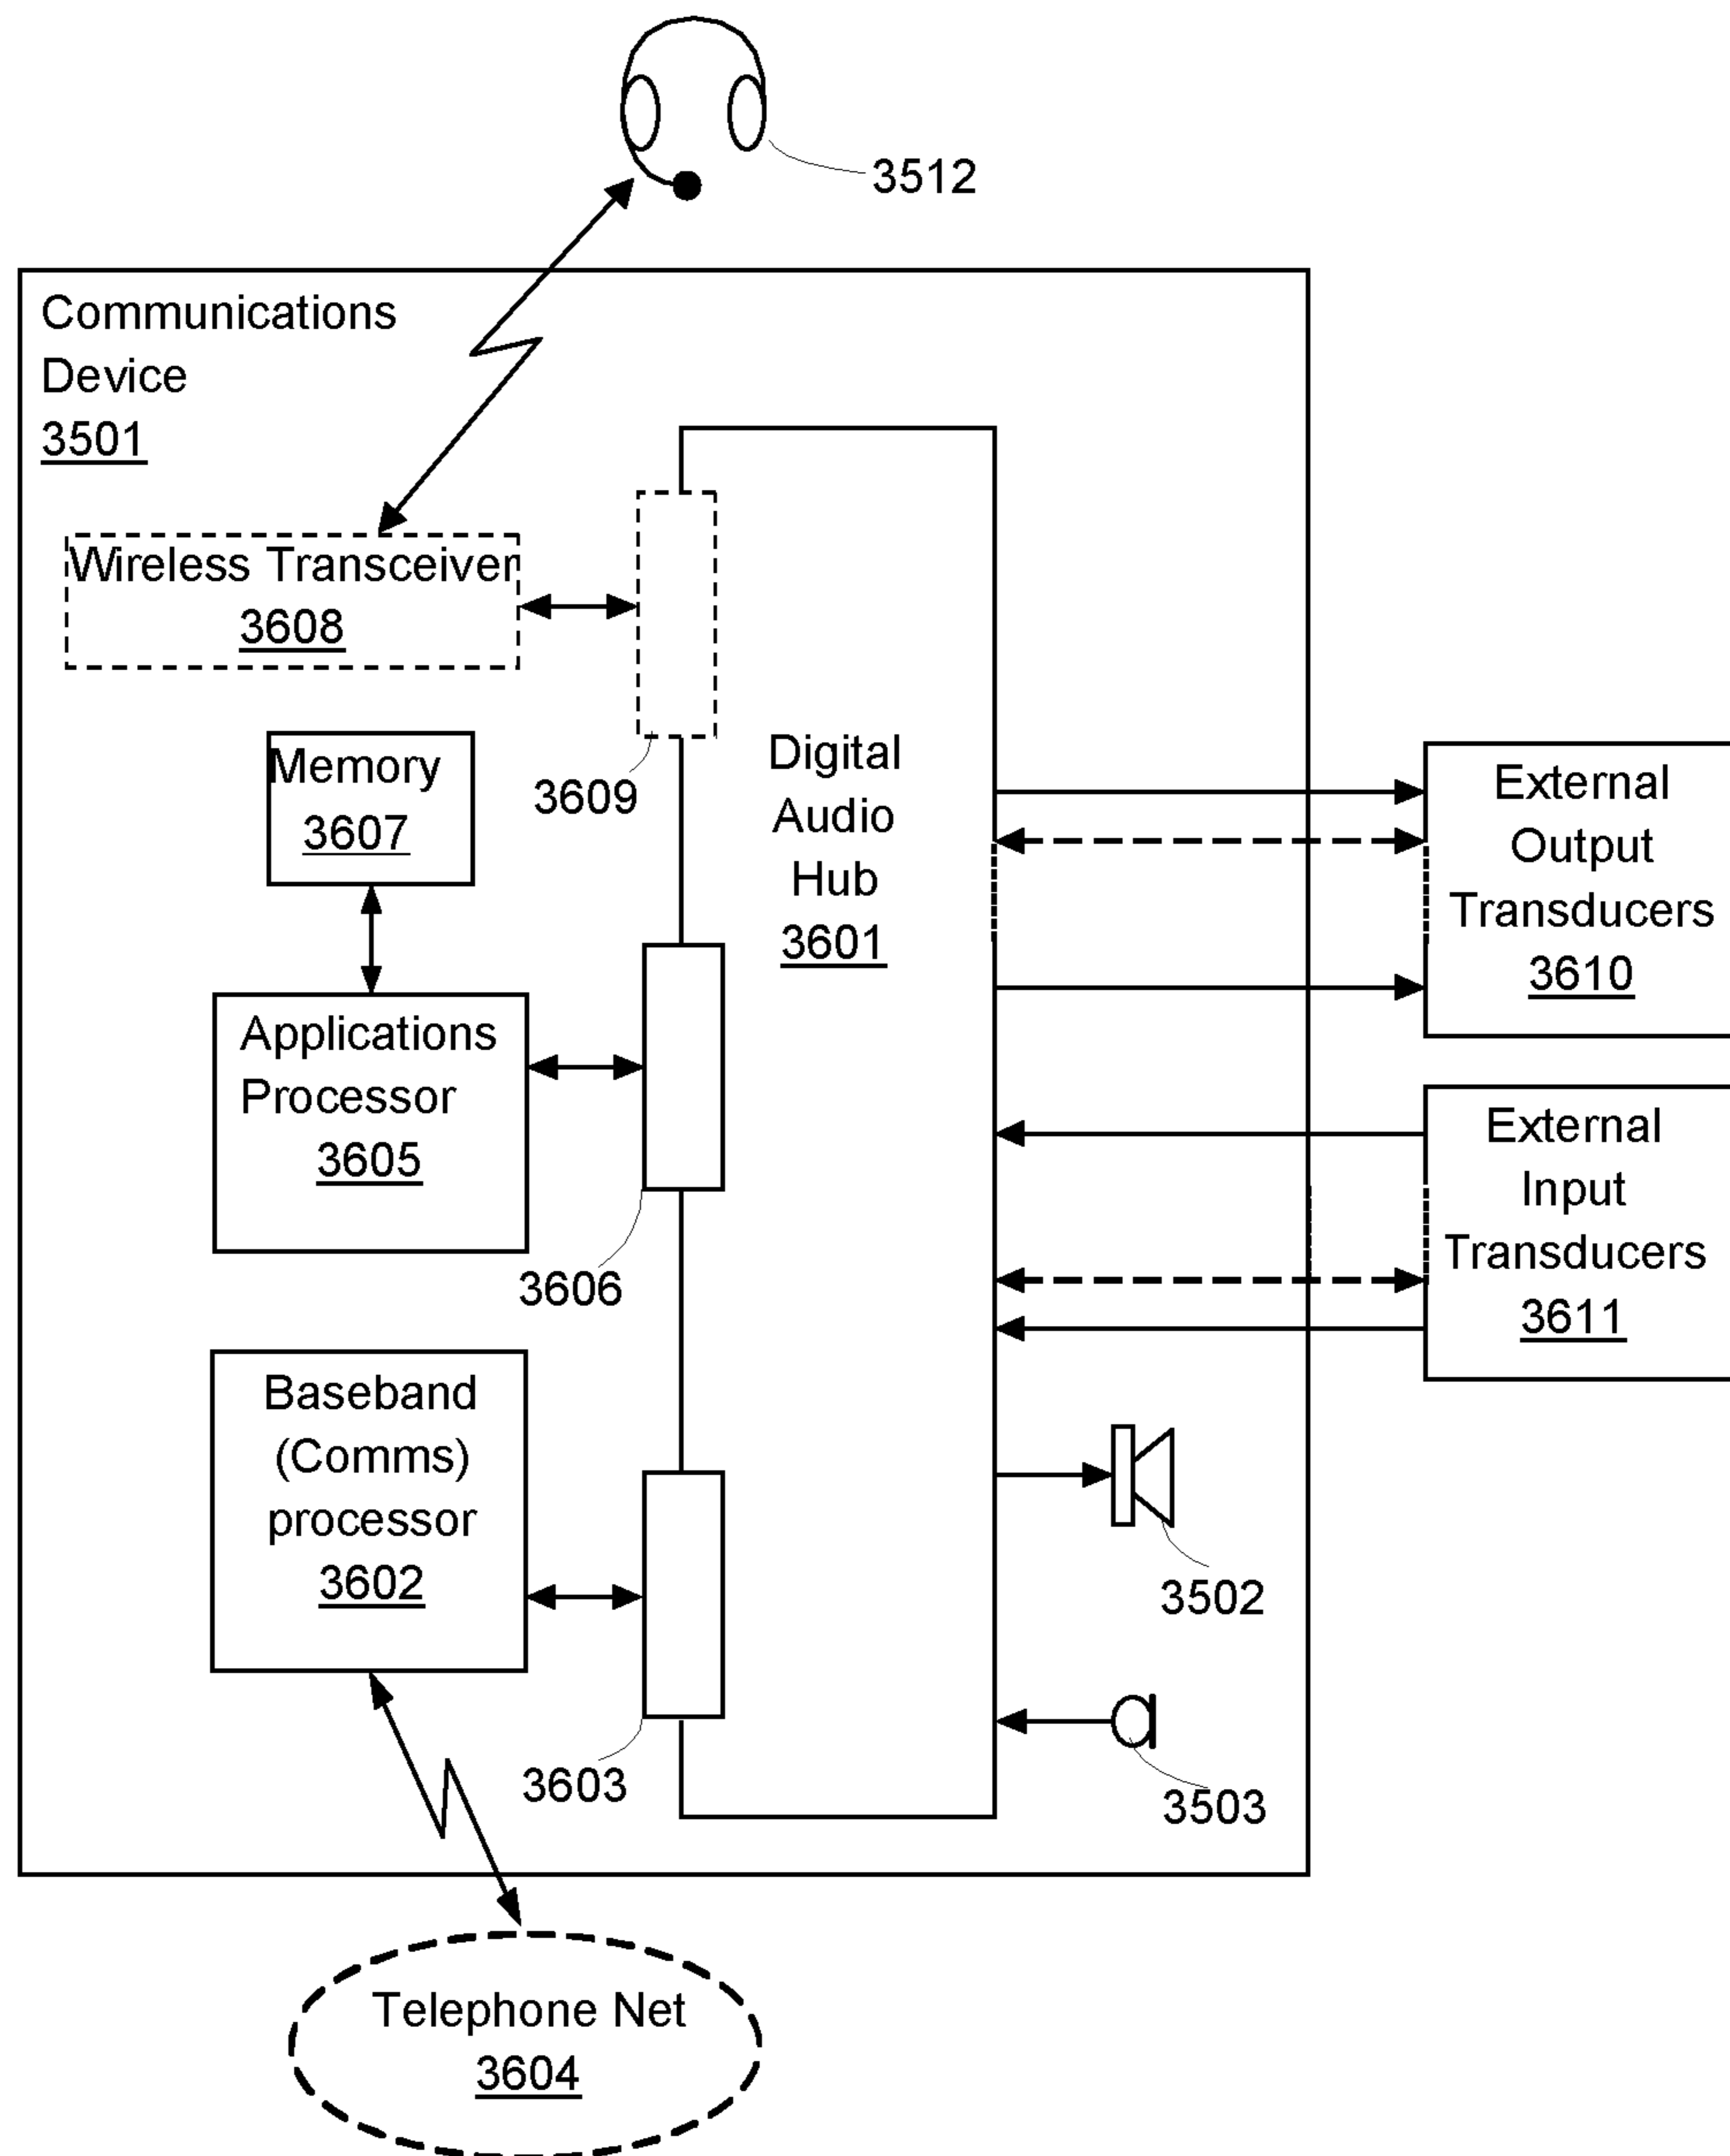 3512
Communications
Device
3501
Wireless Transceiver
3608
Memory
3607
3609
Digital
Audio
Hub
3601
External
Output
Transducers
3610
Applications
Processor
3605
3606
External
Input
Transducers
3611
Baseband
(Comms)
processor
3602
3603
3502
3503
Telephone Net
3604